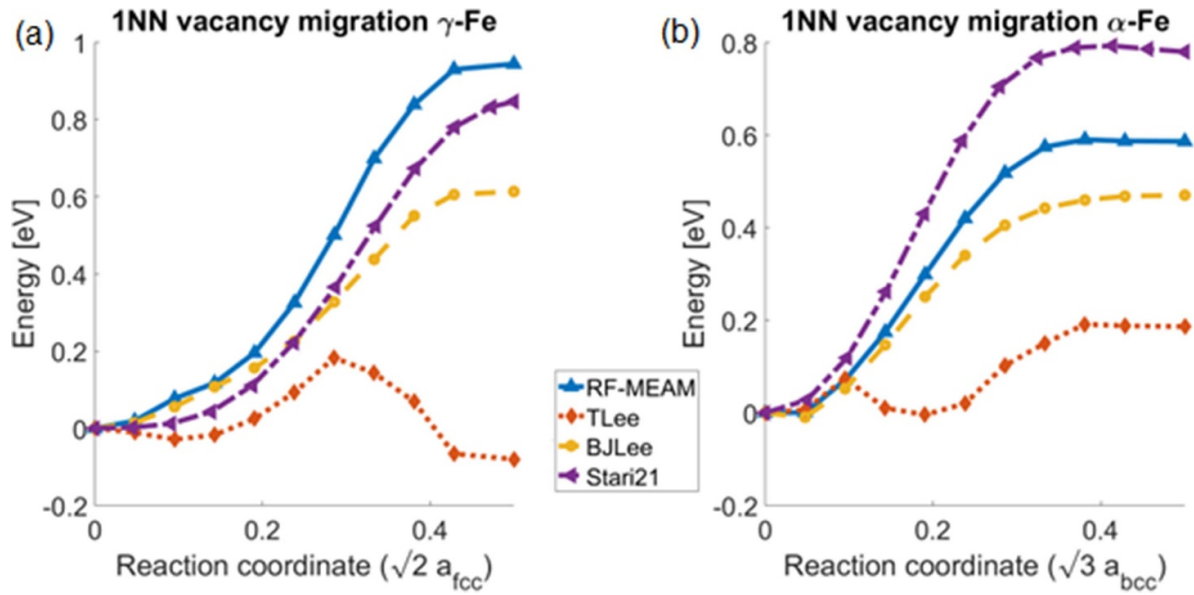 (a)
1NN vacancy migration γ-Fe
1
0.8
0.6
0.4
0.2
0
-0.2
Energy [eV]
0
0.2
0.4
Reaction coordinate (√2 a_fcc)
RF-MEAM
TLee
BJLee
Stari21
(b)
1NN vacancy migration α-Fe
0.8
0.6
0.4
0.2
0
-0.2
Energy [eV]
0
0.2
0.4
Reaction coordinate (√3 a_bcc)